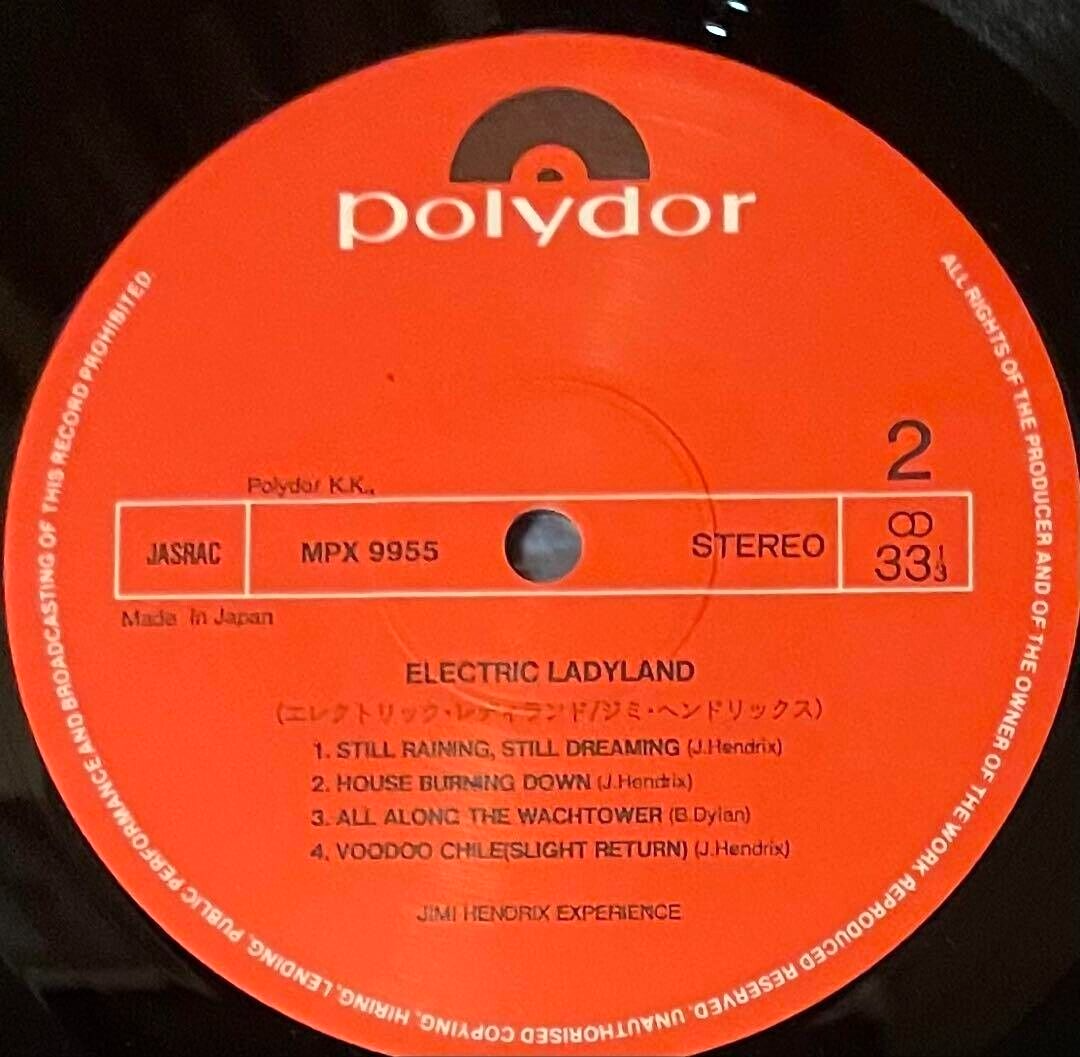 polydor
2
Polydor K.K.,
JASRAC
MPX 9955
STEREO
33 1/3
Made in Japan
ELECTRIC LADYLAND
(エレクトリック・レディランド/ジミ・ヘンドリックス)
1. STILL RAINING, STILL DREAMING (J.Hendrix)
2. HOUSE BURNING DOWN (J.Hendrix)
3. ALL ALONG THE WACHTOWER (B.Dylan)
4. VOODOO CHILE(SLIGHT RETURN) (J.Hendrix)
JIMI HENDRIX EXPERIENCE
ALL RIGHTS OF THE PRODUCER AND OF THE OWNER OF THE WORK REPRODUCED RESERVED. UNAUTHORISED COPYING, HIRING, LENDING, PUBLIC PERFORMANCE AND BROADCASTING OF THIS RECORD PROHIBITED.